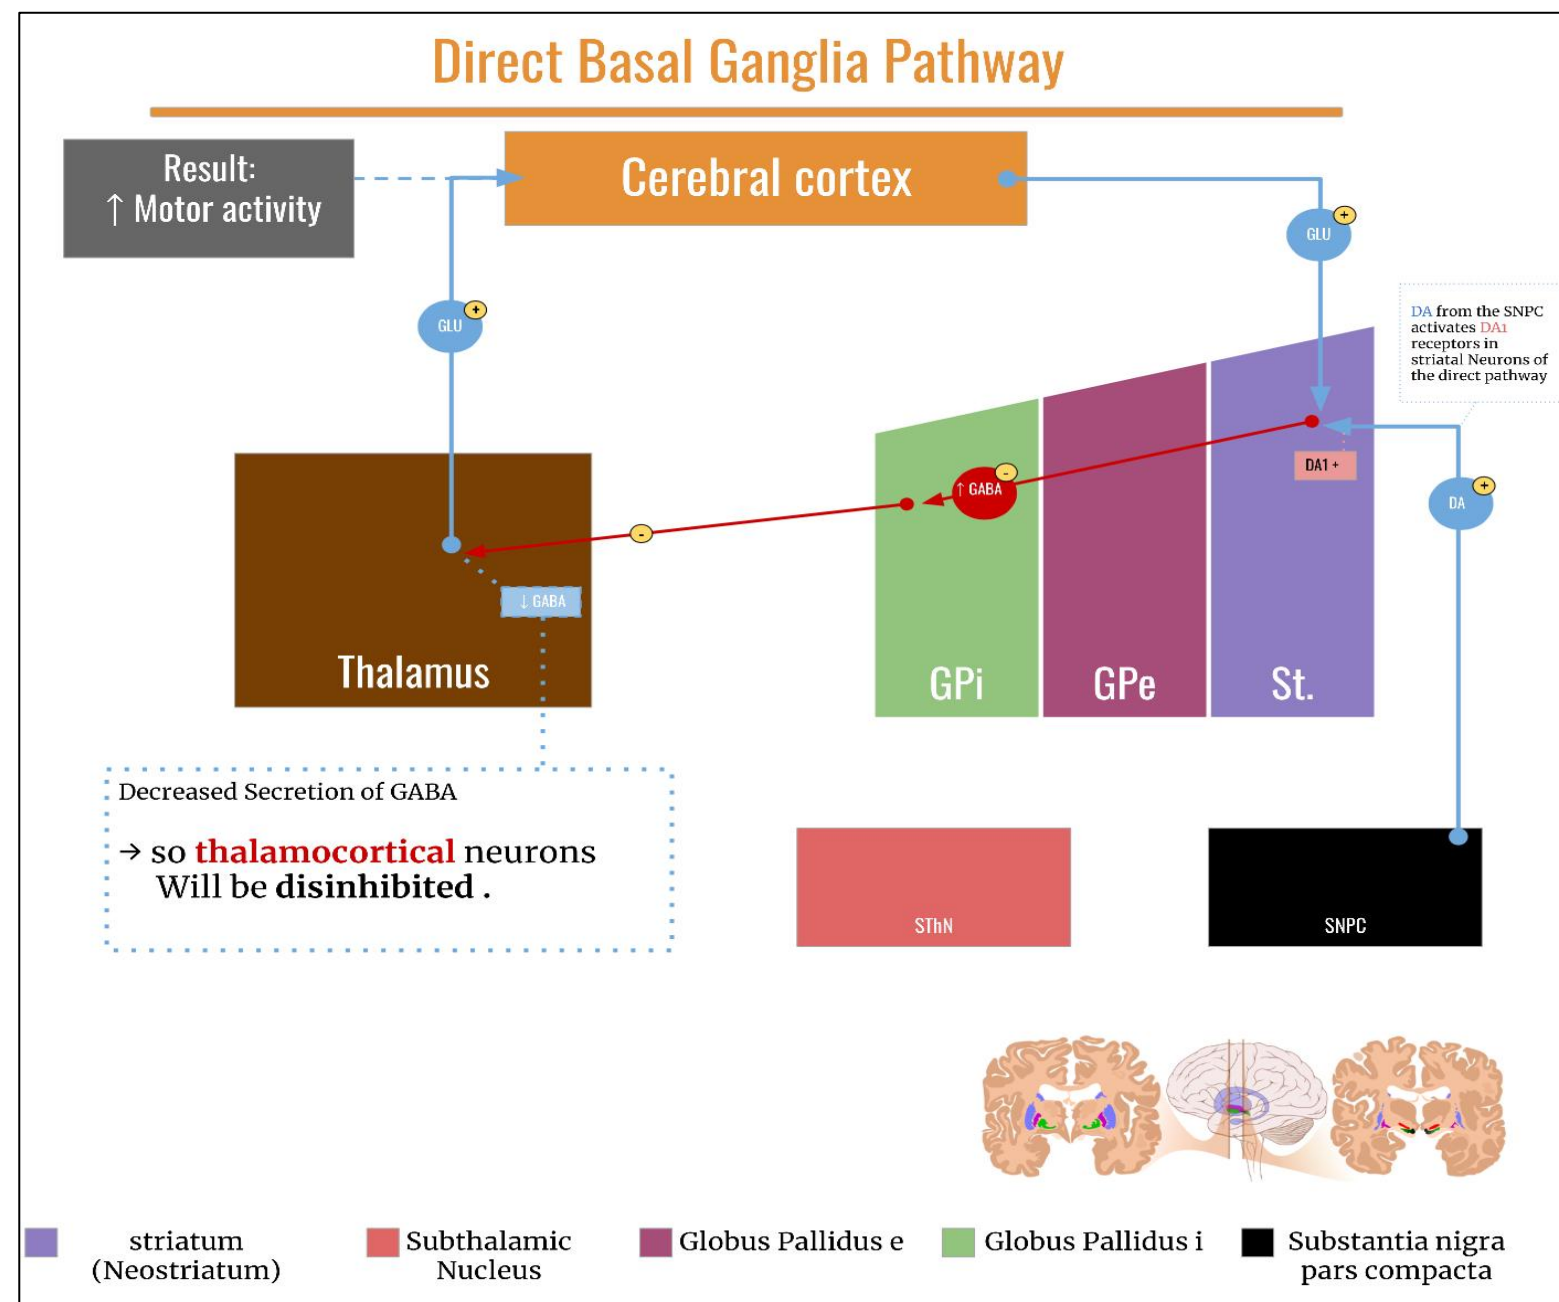 Direct Basal Ganglia Pathway
Result:
↑ Motor activity
Cerebral cortex
GLU
+
GLU
+
DA from the SNPC
activates DA1
receptors in
striatal Neurons of
the direct pathway
↑ GABA
-
DA1 +
DA
+
-
↓ GABA
Thalamus
GPi
GPe
St.
Decreased Secretion of GABA
→ so thalamocortical neurons
Will be disinhibited .
SThN
SNPC
striatum
(Neostriatum)
Subthalamic
Nucleus
Globus Pallidus e
Globus Pallidus i
Substantia nigra
pars compacta